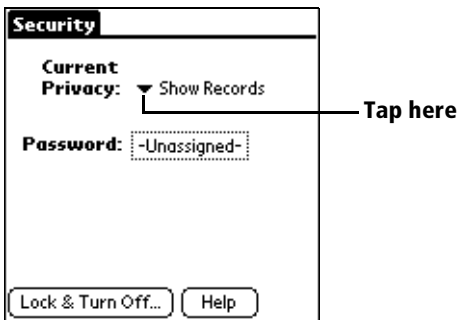 Security
Current
Privacy: Show Records
Tap here
Password: -Unassigned-
Lock & Turn Off... Help